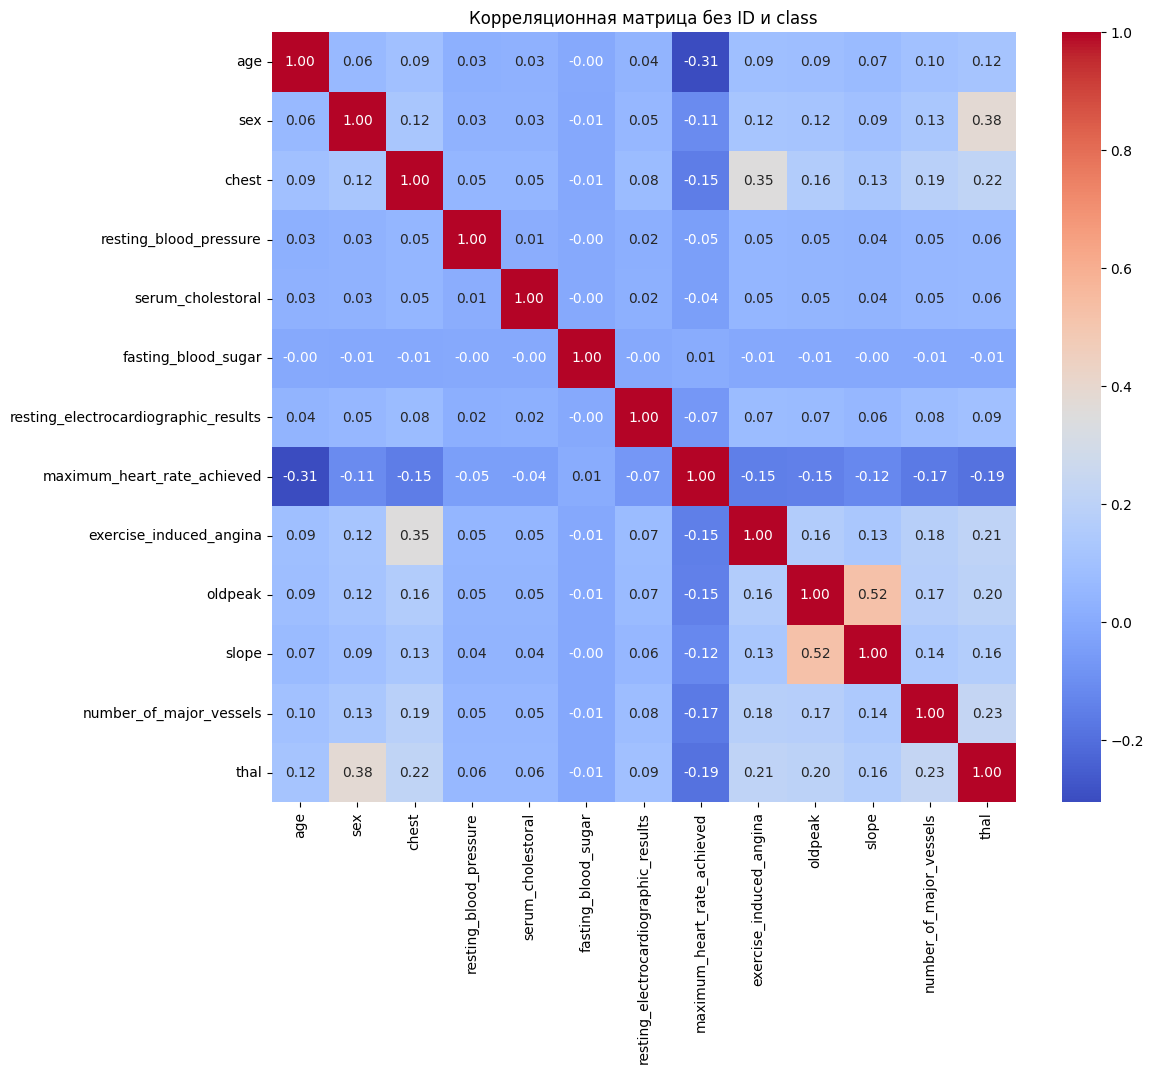 Корреляционная матрица без ID и class
age 1.00 0.06 0.09 0.03 0.03 -0.00 0.04 -0.31 0.09 0.09 0.07 0.10 0.12
sex 0.06 1.00 0.12 0.03 0.03 -0.01 0.05 -0.11 0.12 0.12 0.09 0.13 0.38
chest 0.09 0.12 1.00 0.05 0.05 -0.01 0.08 -0.15 0.35 0.16 0.13 0.19 0.22
resting_blood_pressure 0.03 0.03 0.05 1.00 0.01 -0.00 0.02 -0.05 0.05 0.05 0.04 0.05 0.06
serum_cholestoral 0.03 0.03 0.05 0.01 1.00 -0.00 0.02 -0.04 0.05 0.05 0.04 0.05 0.06
fasting_blood_sugar -0.00 -0.01 -0.01 -0.00 -0.00 1.00 -0.00 0.01 -0.01 -0.01 -0.00 -0.01 -0.01
resting_electrocardiographic_results 0.04 0.05 0.08 0.02 0.02 -0.00 1.00 -0.07 0.07 0.07 0.06 0.08 0.09
maximum_heart_rate_achieved -0.31 -0.11 -0.15 -0.05 -0.04 0.01 -0.07 1.00 -0.15 -0.15 -0.12 -0.17 -0.19
exercise_induced_angina 0.09 0.12 0.35 0.05 0.05 -0.01 0.07 -0.15 1.00 0.16 0.13 0.18 0.21
oldpeak 0.09 0.12 0.16 0.05 0.05 -0.01 0.07 -0.15 0.16 1.00 0.52 0.17 0.20
slope 0.07 0.09 0.13 0.04 0.04 -0.00 0.06 -0.12 0.13 0.52 1.00 0.14 0.16
number_of_major_vessels 0.10 0.13 0.19 0.05 0.05 -0.01 0.08 -0.17 0.18 0.17 0.14 1.00 0.23
thal 0.12 0.38 0.22 0.06 0.06 -0.01 0.09 -0.19 0.21 0.20 0.16 0.23 1.00
age
sex
chest
resting_blood_pressure
serum_cholestoral
fasting_blood_sugar
resting_electrocardiographic_results
maximum_heart_rate_achieved
exercise_induced_angina
oldpeak
slope
number_of_major_vessels
thal
1.0
0.8
0.6
0.4
0.2
0.0
−0.2